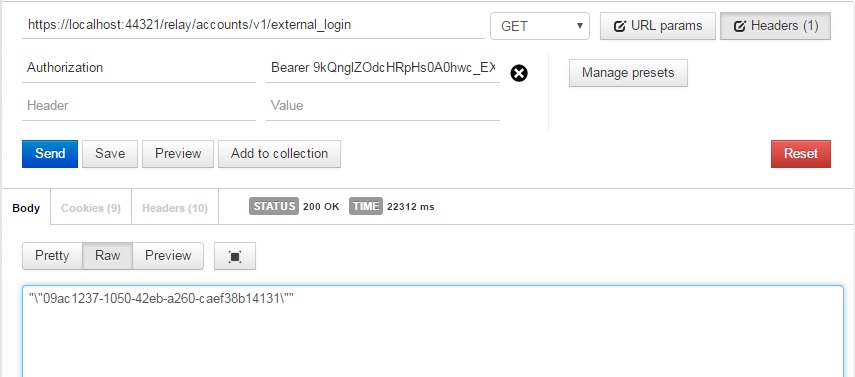 https://localhost:44321/relay/accounts/v1/external_login GET URL params Headers (1)
Authorization Bearer 9kQnglZOdcHRpHs0A0hwc_EX Manage presets
Header Value
Send Save Preview Add to collection Reset
Body Cookies (9) Headers (10) STATUS 200 OK TIME 22312 ms
Pretty Raw Preview
"\"09ac1237-1050-42eb-a260-caef38b14131\""